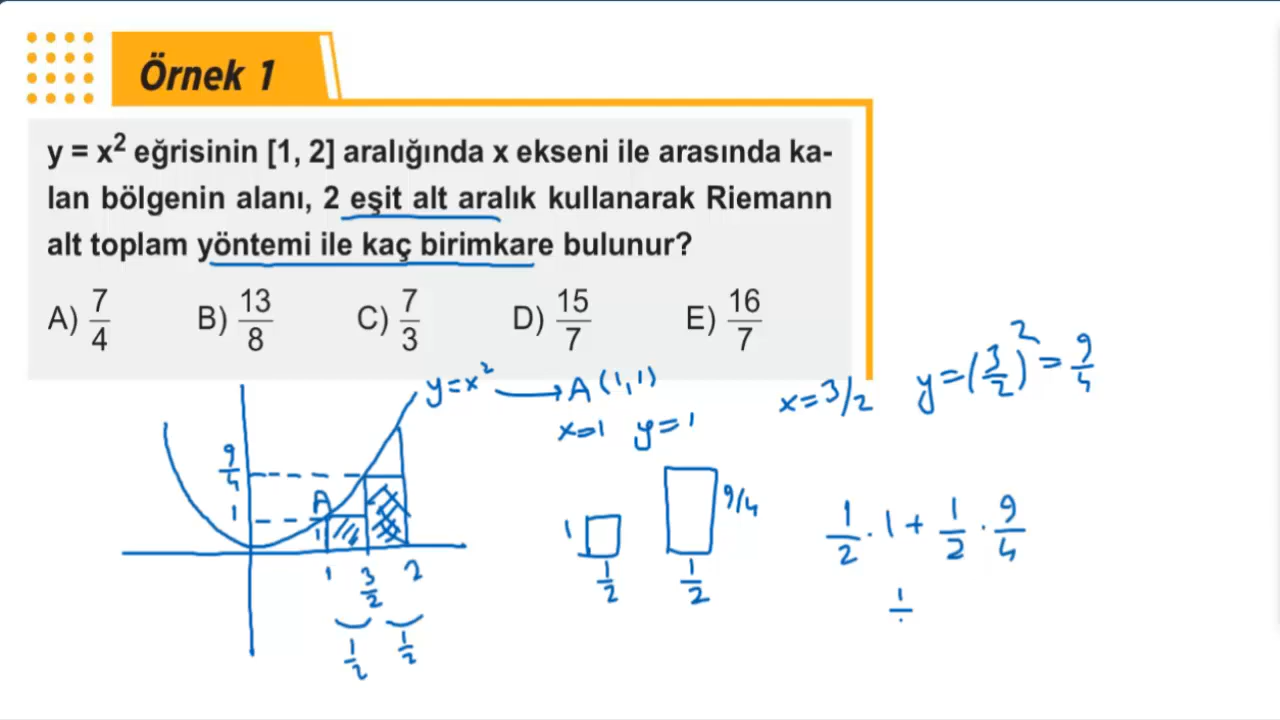 Örnek 1
y = x² eğrisinin [1, 2] aralığında x ekseni ile arasında ka-
lan bölgenin alanı, 2 eşit alt aralık kullanarak Riemann
alt toplam yöntemi ile kaç birimkare bulunur?
A) 7/4 B) 13/8 C) 7/3 D) 15/7 E) 16/7
y=x² → A(1,1)
x=1 y=1
x=3/2 y=(3/2)²=9/4
9/4
1
A
1
1 3/2 2
1/2 1/2
1
1/2
9/4
1/2
1/2 · 1 + 1/2 · 9/4
1